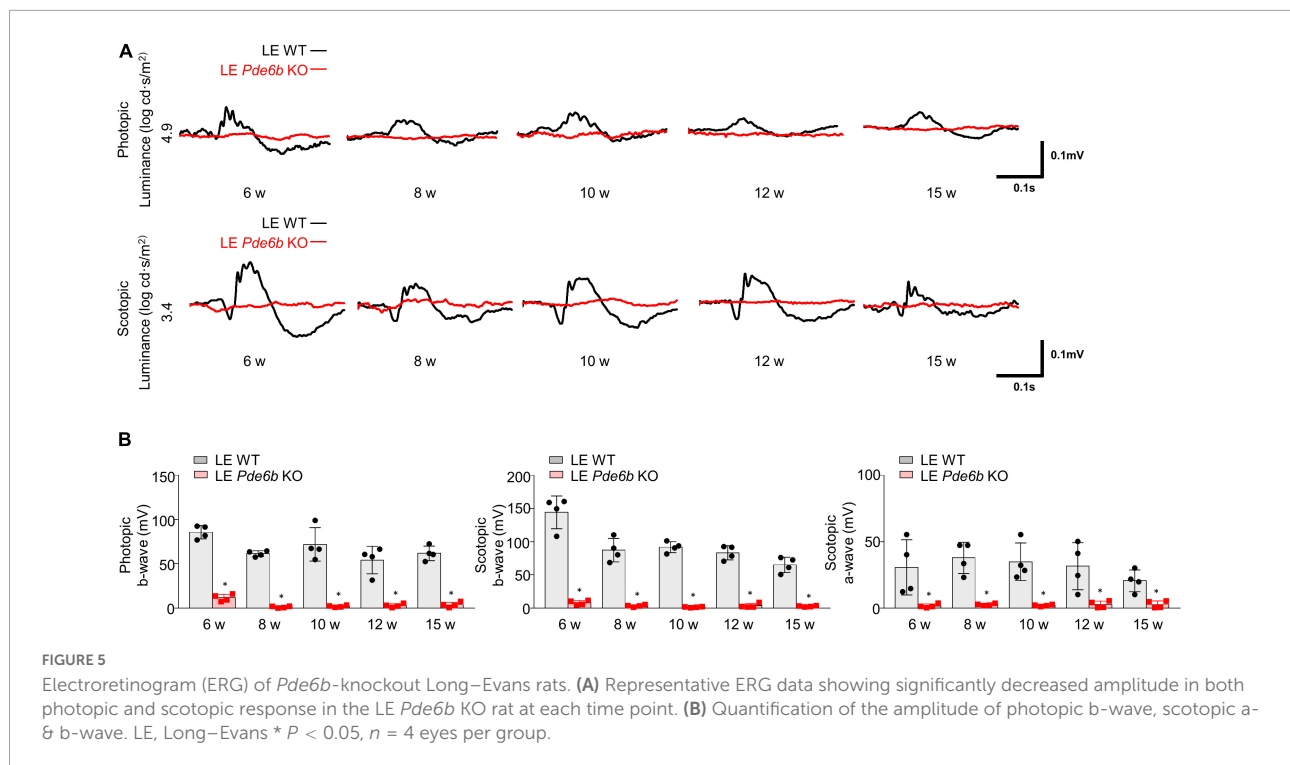 A
LE WT
LE Pde6b KO
Photopic
Luminance (log cd·s/m²)
4.9
6 w
8 w
10 w
12 w
15 w
0.1mV
0.1s
LE WT
LE Pde6b KO
Scotopic
Luminance (log cd·s/m²)
3.4
6 w
8 w
10 w
12 w
15 w
0.1mV
0.1s
B
LE WT
LE Pde6b KO
Photopic
b-wave (mV)
150
100
50
0
* * * * *
6 w 8 w 10 w 12 w 15 w
LE WT
LE Pde6b KO
Scotopic
b-wave (mV)
200
150
100
50
0
* * * * *
6 w 8 w 10 w 12 w 15 w
LE WT
LE Pde6b KO
Scotopic
a-wave (mV)
100
50
0
* * * * *
6 w 8 w 10 w 12 w 15 w
FIGURE 5
Electroretinogram (ERG) of Pde6b-knockout Long–Evans rats. (A) Representative ERG data showing significantly decreased amplitude in both
photopic and scotopic response in the LE Pde6b KO rat at each time point. (B) Quantification of the amplitude of photopic b-wave, scotopic a-
& b-wave. LE, Long–Evans * P < 0.05, n = 4 eyes per group.